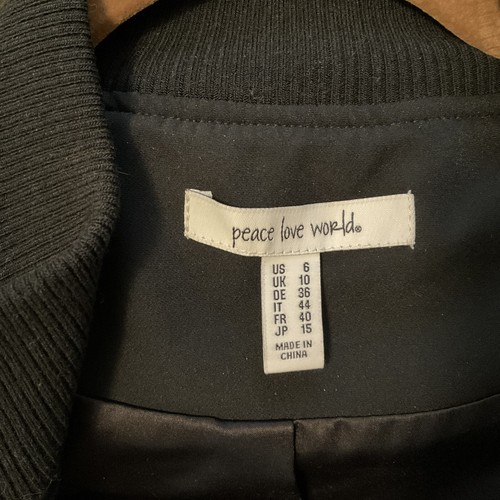 peace love world®
US 6
UK 10
DE 36
IT 44
FR 40
JP 15
MADE IN
CHINA